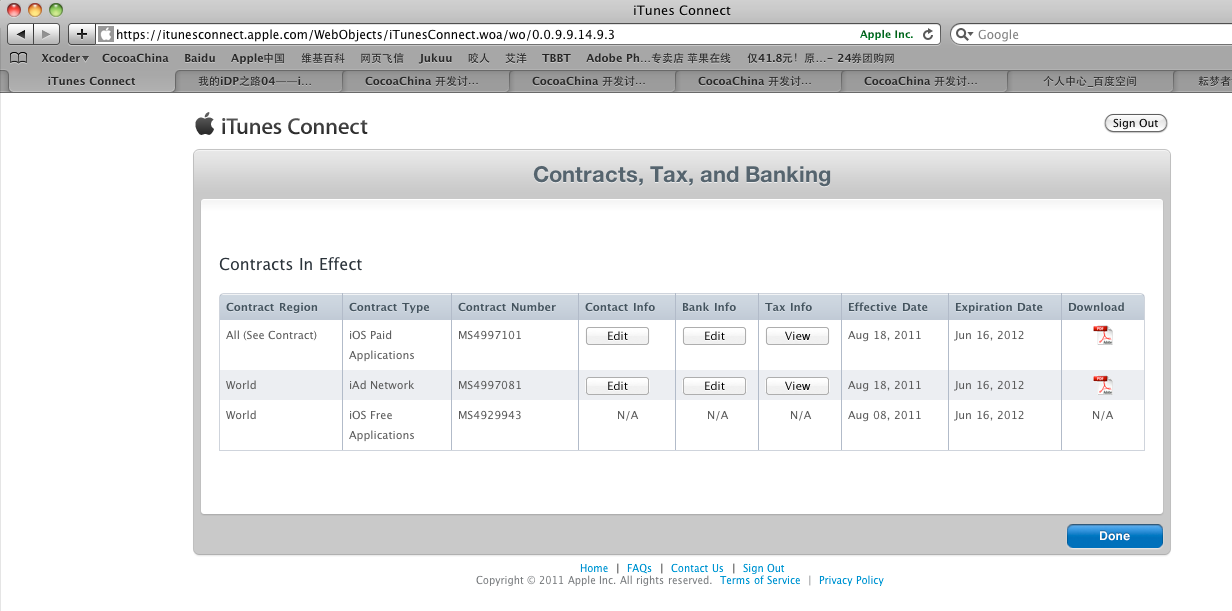 iTunes Connect
https://itunesconnect.apple.com/WebObjects/iTunesConnect.woa/wo/0.0.9.9.14.9.3 Apple Inc. Google
Xcoder CocoaChina Baidu Apple中国 维基百科 网页飞信 Jukuu 咬人 艾洋 TBBT Adobe Ph...专卖店 苹果在线 仅41.8元！原...– 24券团购网
iTunes Connect 我的iDP之路04——i... CocoaChina 开发讨... CocoaChina 开发讨... CocoaChina 开发讨... CocoaChina 开发讨... 个人中心_百度空间 耘梦者
iTunes Connect Sign Out
Contracts, Tax, and Banking
Contracts In Effect
Contract Region Contract Type Contract Number Contact Info Bank Info Tax Info Effective Date Expiration Date Download
All (See Contract) iOS Paid Applications MS4997101 Edit Edit View Aug 18, 2011 Jun 16, 2012
World iAd Network MS4997081 Edit Edit View Aug 18, 2011 Jun 16, 2012
World iOS Free Applications MS4929943 N/A N/A N/A Aug 08, 2011 Jun 16, 2012 N/A
Done
Home | FAQs | Contact Us | Sign Out
Copyright © 2011 Apple Inc. All rights reserved. Terms of Service | Privacy Policy